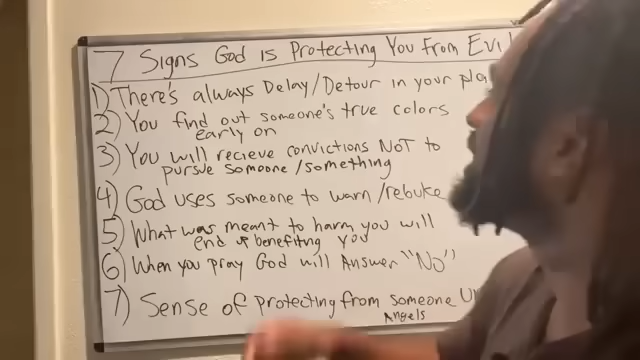 7 Signs God is Protecting You From Evil
1) There's always Delay/Detour in your
2) You find out someone's true colors
early on
3) You will recieve convictions NOT to
pursue someone/something
4) God uses someone to warn/rebuke
5) What was meant to harm you will
end up benefiting you
6) When you pray God will Answer "No"
7) Sense of protecting from someone
Angels